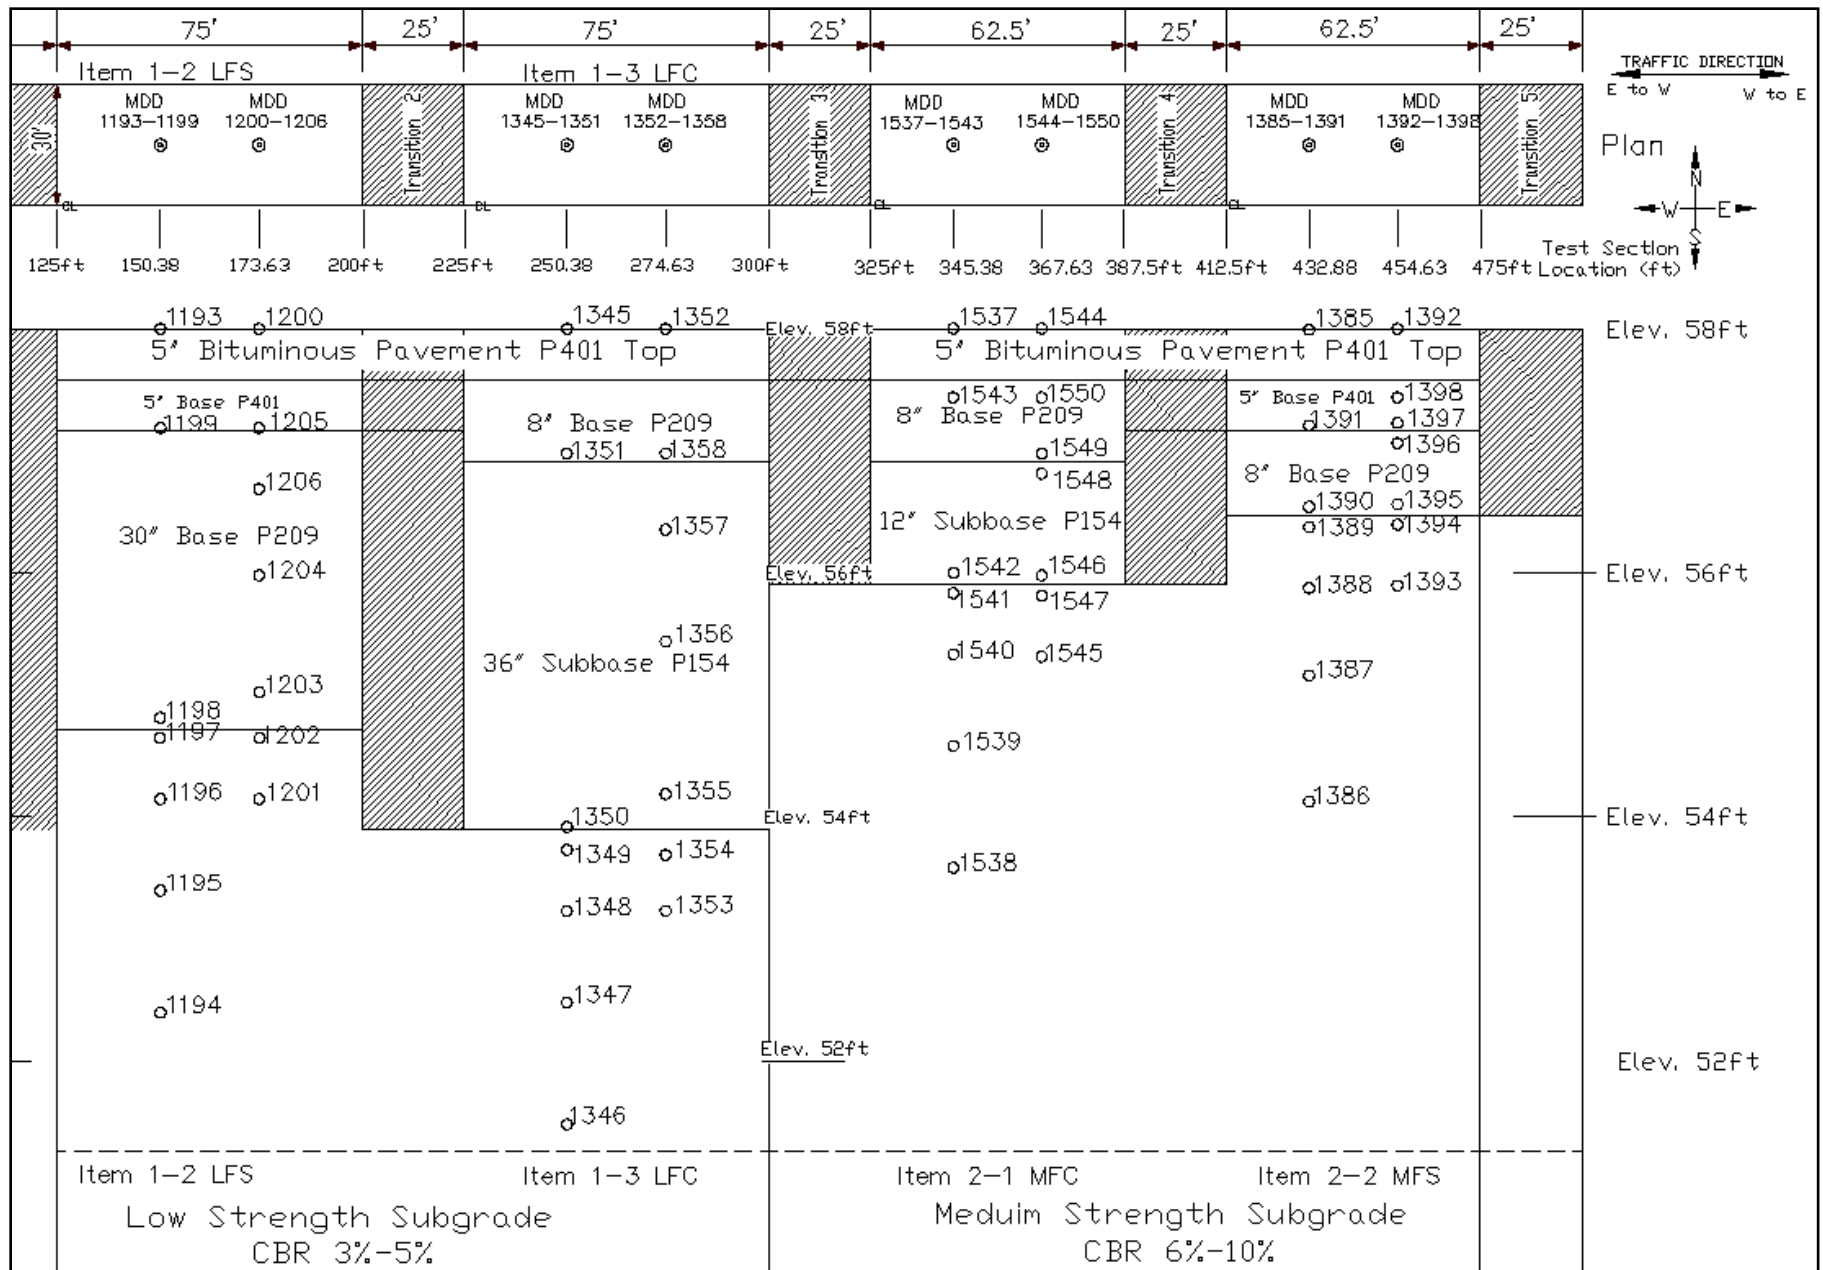 75' 25' 75' 25' 62.5' 25' 62.5' 25'
Item 1-2 LFS Item 1-3 LFC
TRAFFIC DIRECTION
E to W W to E
30'
MDD MDD MDD MDD MDD MDD MDD MDD
1193-1199 1200-1206 1345-1351 1352-1358 1537-1543 1544-1550 1385-1391 1392-1398
Transition 2
Transition 3
Transition 4
Transition 5
Plan
N
W E
S
Test Section
Location (ft)
125ft 150.38 173.63 200ft 225ft 250.38 274.63 300ft 325ft 345.38 367.63 387.5ft 412.5ft 432.88 454.63 475ft
1193 1200 1345 1352 Elev. 58ft 1537 1544 1385 1392 Elev. 58ft
5" Bituminous Pavement P401 Top 5" Bituminous Pavement P401 Top
1543 1550 1398
5" Base P401 5" Base P401
8" Base P209 8" Base P209
1199 1205 1391 1397
1351 1358 1549 1396
1206 1548 8" Base P209
1390 1395
30" Base P209 1357 12" Subbase P154 1389 1394
1204 Elev. 56ft 1542 1546 Elev. 56ft
1541 1547 1388 1393
1356 1540 1545
36" Subbase P154
1203 1387
1198
1197 1202 1539
1196 1201 1355 1386
1350 Elev. 54ft Elev. 54ft
1349 1354
1195 1538
1348 1353
1194 1347
Elev. 52ft Elev. 52ft
1346
Item 1-2 LFS Item 1-3 LFC Item 2-1 MFC Item 2-2 MFS
Low Strength Subgrade Meduim Strength Subgrade
CBR 3%-5% CBR 6%-10%